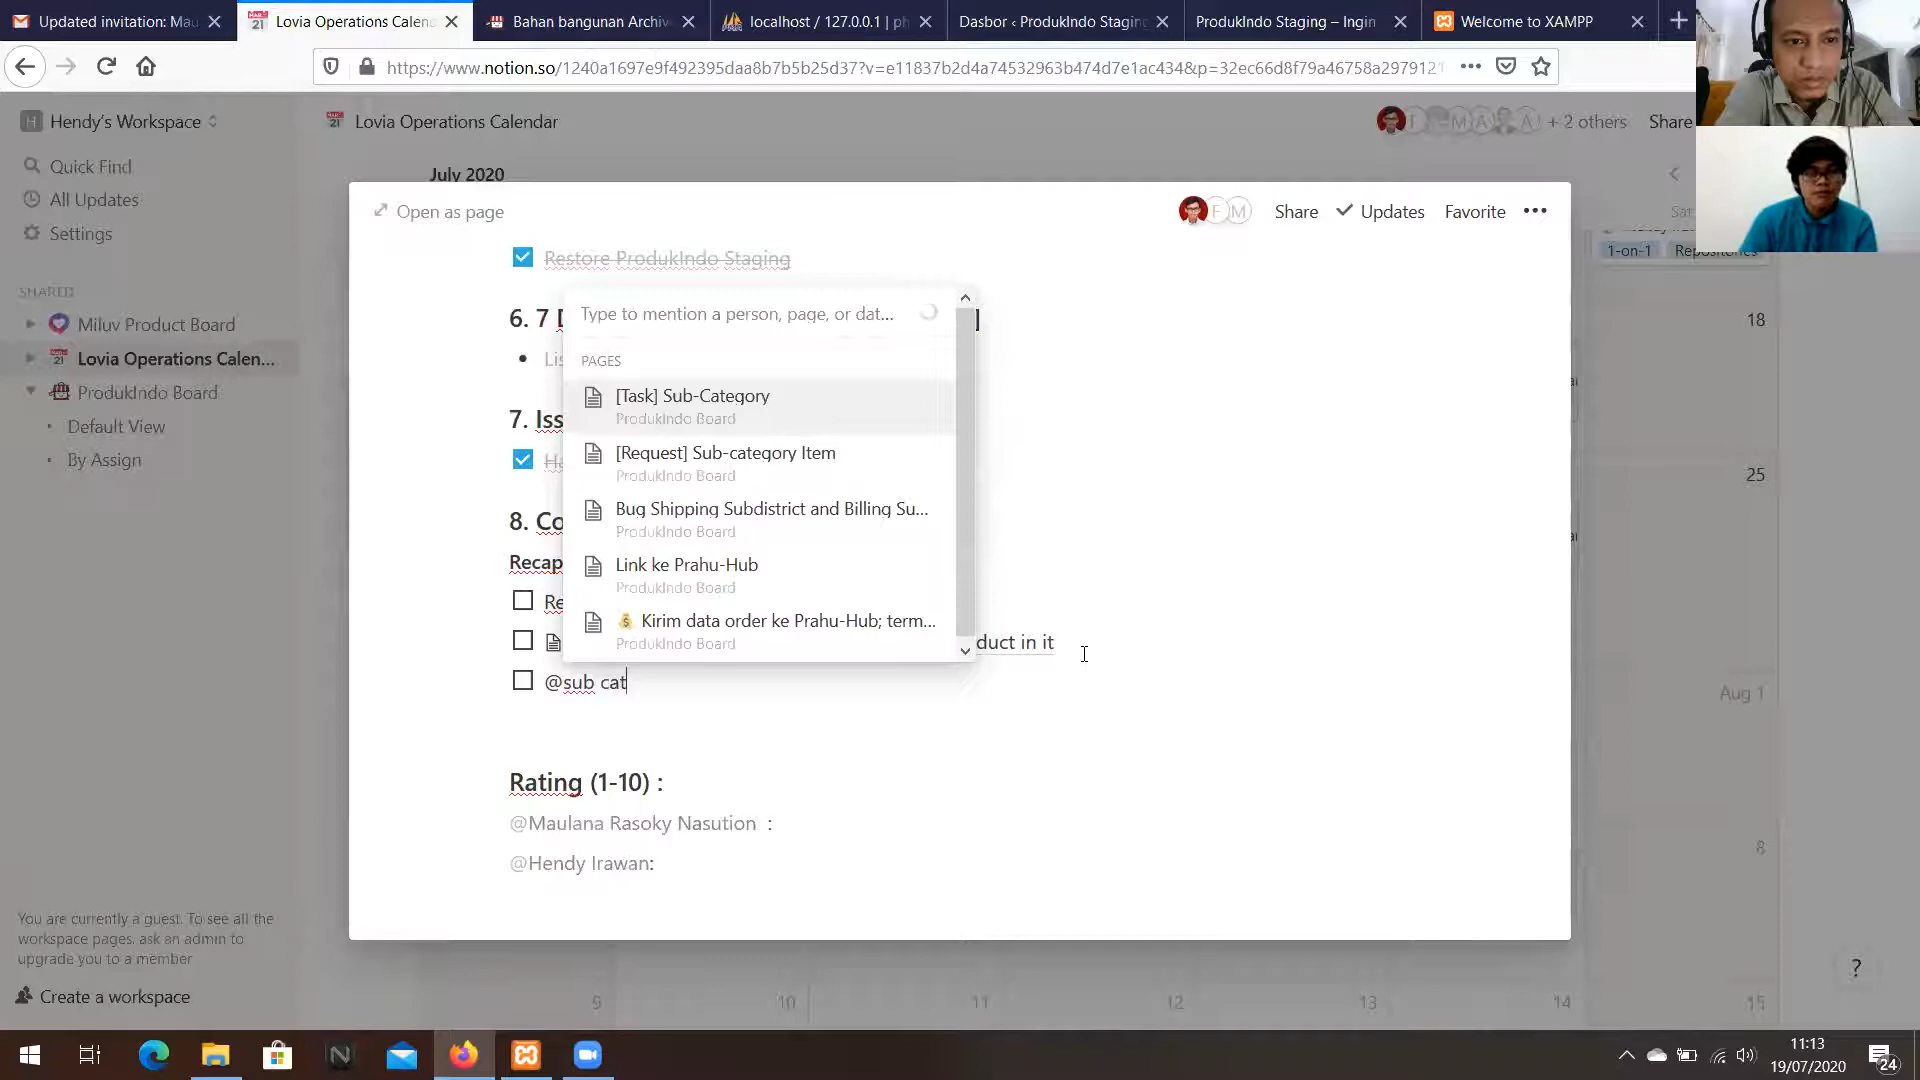 Updated invitation: Mau
Lovia Operations Calend
Bahan bangunan Archiv
localhost / 127.0.0.1 | ph
Dasbor ‹ ProdukIndo Staging
ProdukIndo Staging – Ingin
Welcome to XAMPP
https://www.notion.so/1240a1697e9f492395daa8b7b5b25d37?v=e11837b2d4a74532963b474d7e1ac434&p=32ec66d8f79a46758a2979121
H Hendy's Workspace
Lovia Operations Calendar
+ 2 others
Share
Quick Find
All Updates
Settings
July 2020
Sat
Open as page
F M
Share
Updates
Favorite
1-on-1
Repositories
SHARED
Miluv Product Board
Lovia Operations Calen...
ProdukIndo Board
Default View
By Assign
Restore ProdukIndo Staging
6. 7 D
Lis
7. Iss
Ha
8. Co
Recap
Re
duct in it
@sub cat
Type to mention a person, page, or dat...
PAGES
[Task] Sub-Category
ProdukIndo Board
[Request] Sub-category Item
ProdukIndo Board
Bug Shipping Subdistrict and Billing Su...
ProdukIndo Board
Link ke Prahu-Hub
ProdukIndo Board
💰 Kirim data order ke Prahu-Hub; term...
ProdukIndo Board
Rating (1-10) :
@Maulana Rasoky Nasution :
@Hendy Irawan:
18
25
Aug 1
8
9
10
11
12
13
14
15
You are currently a guest. To see all the
workspace pages, ask an admin to
upgrade you to a member
Create a workspace
?
11:13
19/07/2020
24